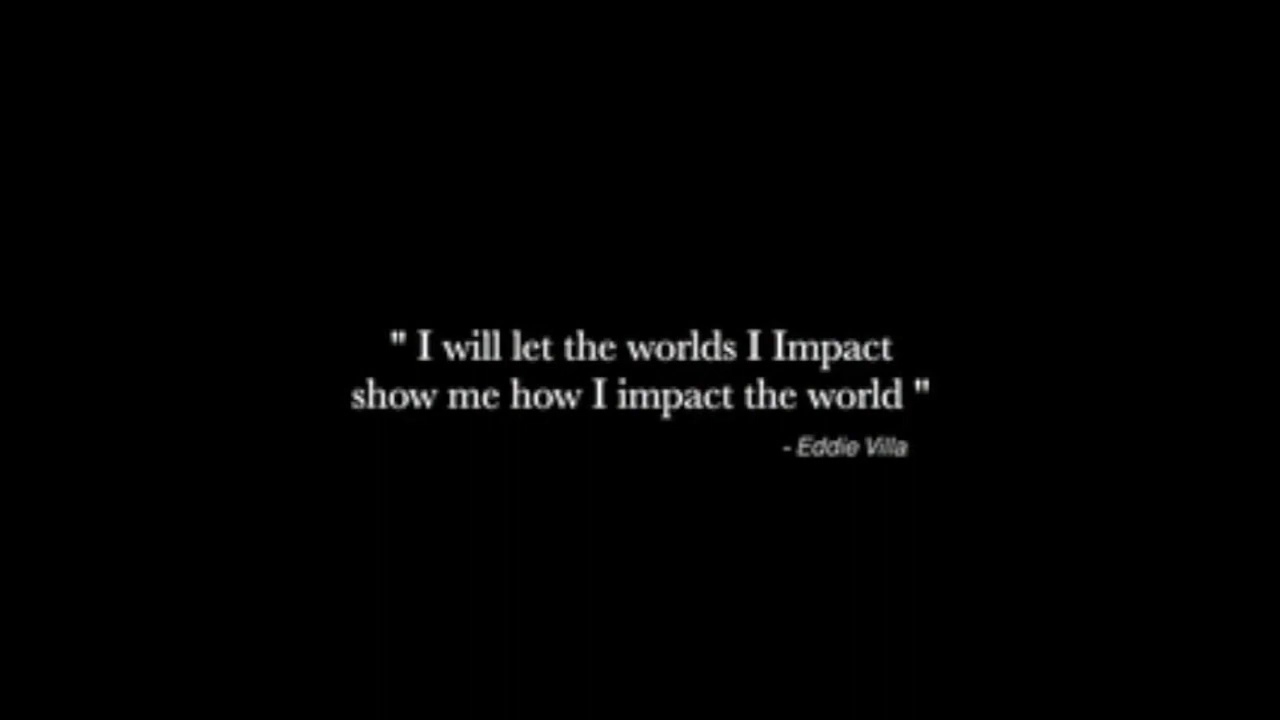 " I will let the worlds I Impact
show me how I impact the world "
- Eddie Villa